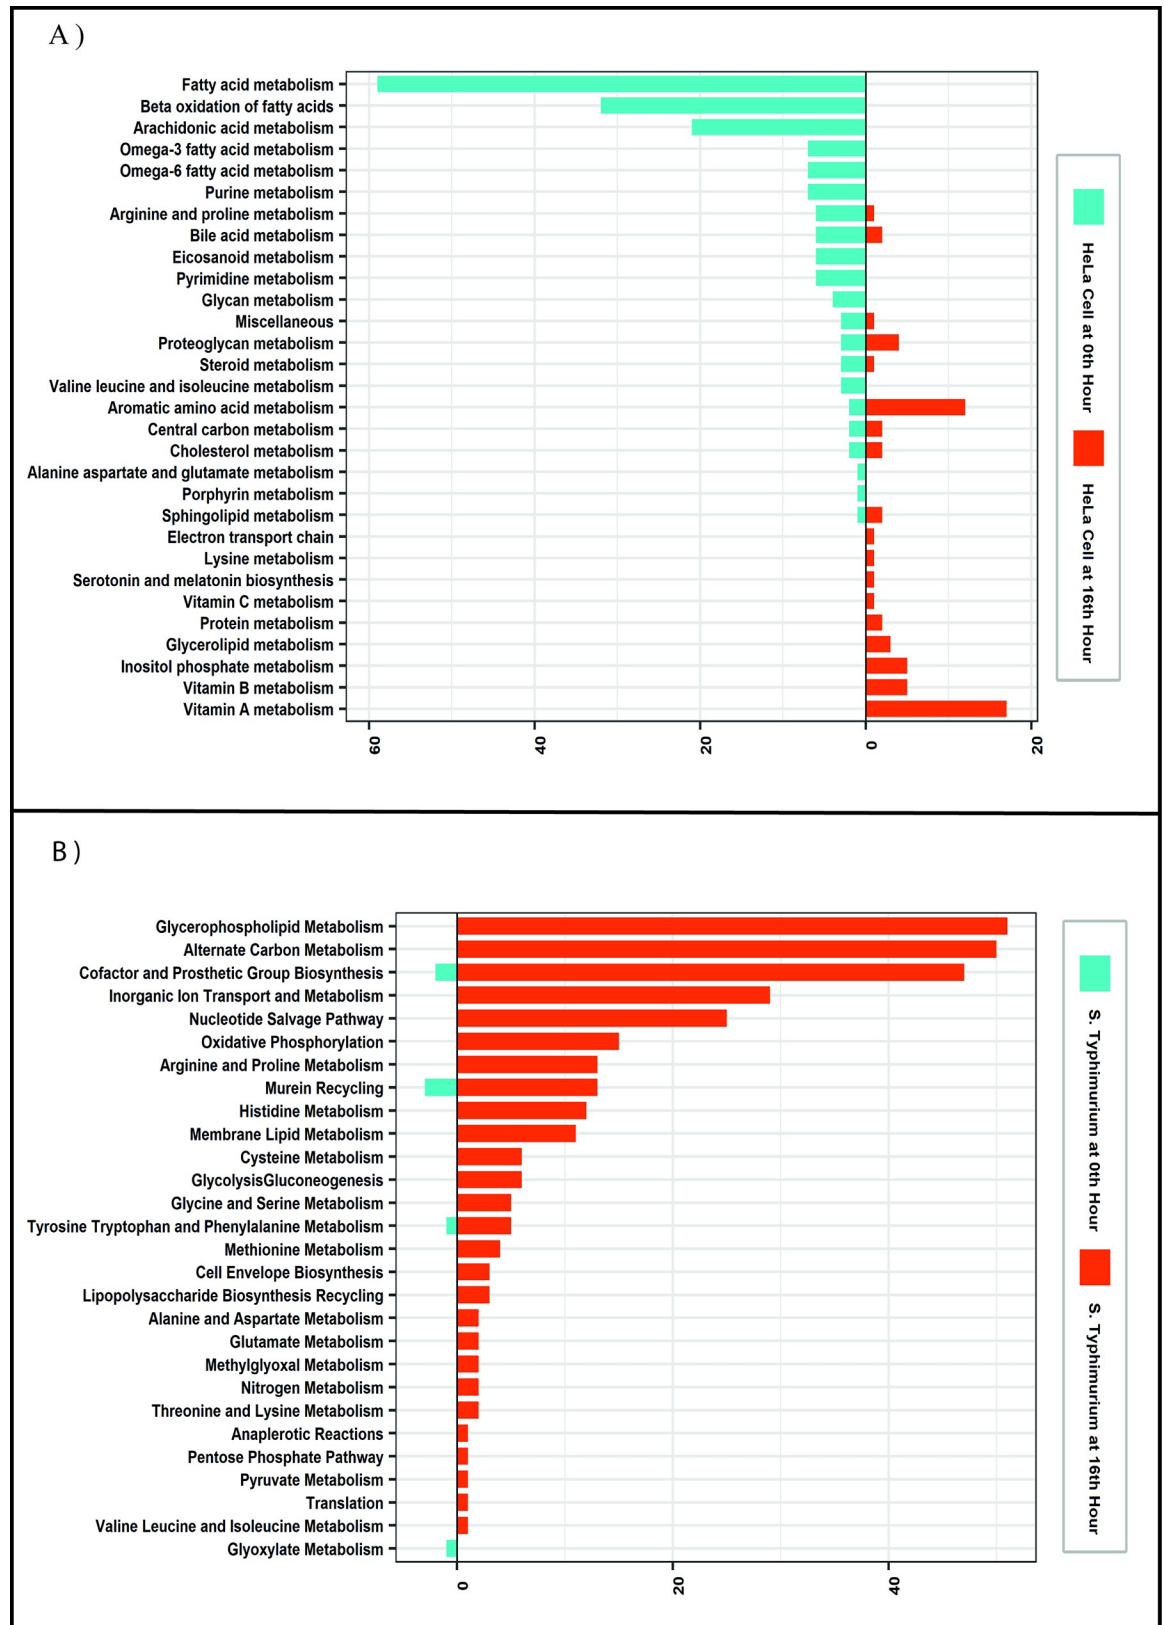 A )
Fatty acid metabolism
Beta oxidation of fatty acids
Arachidonic acid metabolism
Omega-3 fatty acid metabolism
Omega-6 fatty acid metabolism
Purine metabolism
Arginine and proline metabolism
Bile acid metabolism
Eicosanoid metabolism
Pyrimidine metabolism
Glycan metabolism
Miscellaneous
Proteoglycan metabolism
Steroid metabolism
Valine leucine and isoleucine metabolism
Aromatic amino acid metabolism
Central carbon metabolism
Cholesterol metabolism
Alanine aspartate and glutamate metabolism
Porphyrin metabolism
Sphingolipid metabolism
Electron transport chain
Lysine metabolism
Serotonin and melatonin biosynthesis
Vitamin C metabolism
Protein metabolism
Glycerolipid metabolism
Inositol phosphate metabolism
Vitamin B metabolism
Vitamin A metabolism
60 40 20 0 20
HeLa Cell at 0th Hour
HeLa Cell at 16th Hour
B )
Glycerophospholipid Metabolism
Alternate Carbon Metabolism
Cofactor and Prosthetic Group Biosynthesis
Inorganic Ion Transport and Metabolism
Nucleotide Salvage Pathway
Oxidative Phosphorylation
Arginine and Proline Metabolism
Murein Recycling
Histidine Metabolism
Membrane Lipid Metabolism
Cysteine Metabolism
GlycolysisGluconeogenesis
Glycine and Serine Metabolism
Tyrosine Tryptophan and Phenylalanine Metabolism
Methionine Metabolism
Cell Envelope Biosynthesis
Lipopolysaccharide Biosynthesis Recycling
Alanine and Aspartate Metabolism
Glutamate Metabolism
Methylglyoxal Metabolism
Nitrogen Metabolism
Threonine and Lysine Metabolism
Anaplerotic Reactions
Pentose Phosphate Pathway
Pyruvate Metabolism
Translation
Valine Leucine and Isoleucine Metabolism
Glyoxylate Metabolism
0 20 40
S. Typhimurium at 0th Hour
S. Typhimurium at 16th Hour